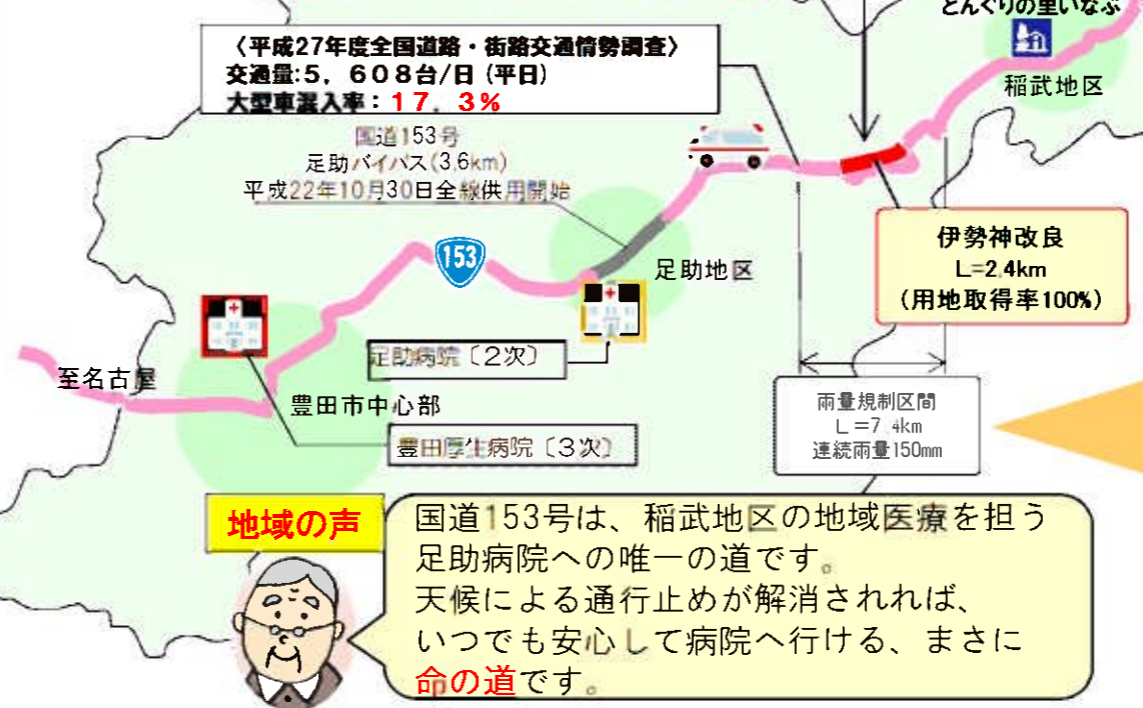 どんぐりの里いなぶ
稲武地区
〈平成27年度全国道路・街路交通情勢調査〉
交通量:5，608台/日 (平日)
大型車混入率：17．3%
国道153号
足助バイパス(3.6km)
平成22年10月30日全線供用開始
153
足助地区
伊勢神改良
L=2.4km
(用地取得率100%)
足助病院〔2次〕
至名古屋
豊田市中心部
豊田厚生病院〔3次〕
雨量規制区間
L=7.4km
連続雨量150mm
地域の声
国道153号は、稲武地区の地域医療を担う
足助病院への唯一の道です。
天候による通行止めが解消されれば、
いつでも安心して病院へ行ける、まさに
命の道です。